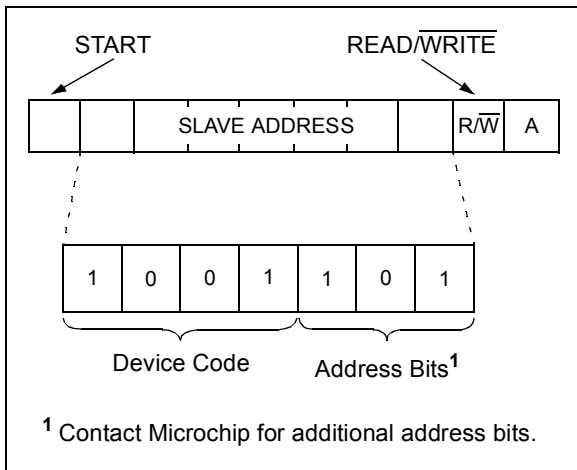 START READ/WRITE
SLAVE ADDRESS R/W A
1 0 0 1 1 0 1
Device Code Address Bits1
1 Contact Microchip for additional address bits.